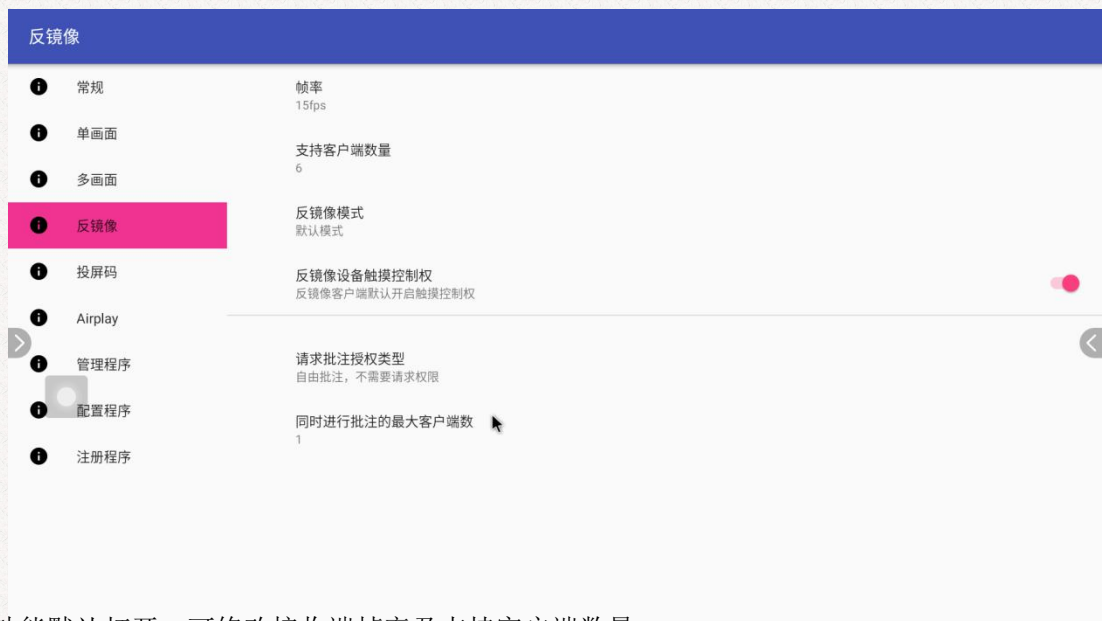 反镜像
常规
单画面
多画面
反镜像
投屏码
Airplay
管理程序
配置程序
注册程序
帧率
15fps
支持客户端数量
6
反镜像模式
默认模式
反镜像设备触摸控制权
反镜像客户端默认开启触摸控制权
请求批注授权类型
自由批注，不需要请求权限
同时进行批注的最大客户端数
1